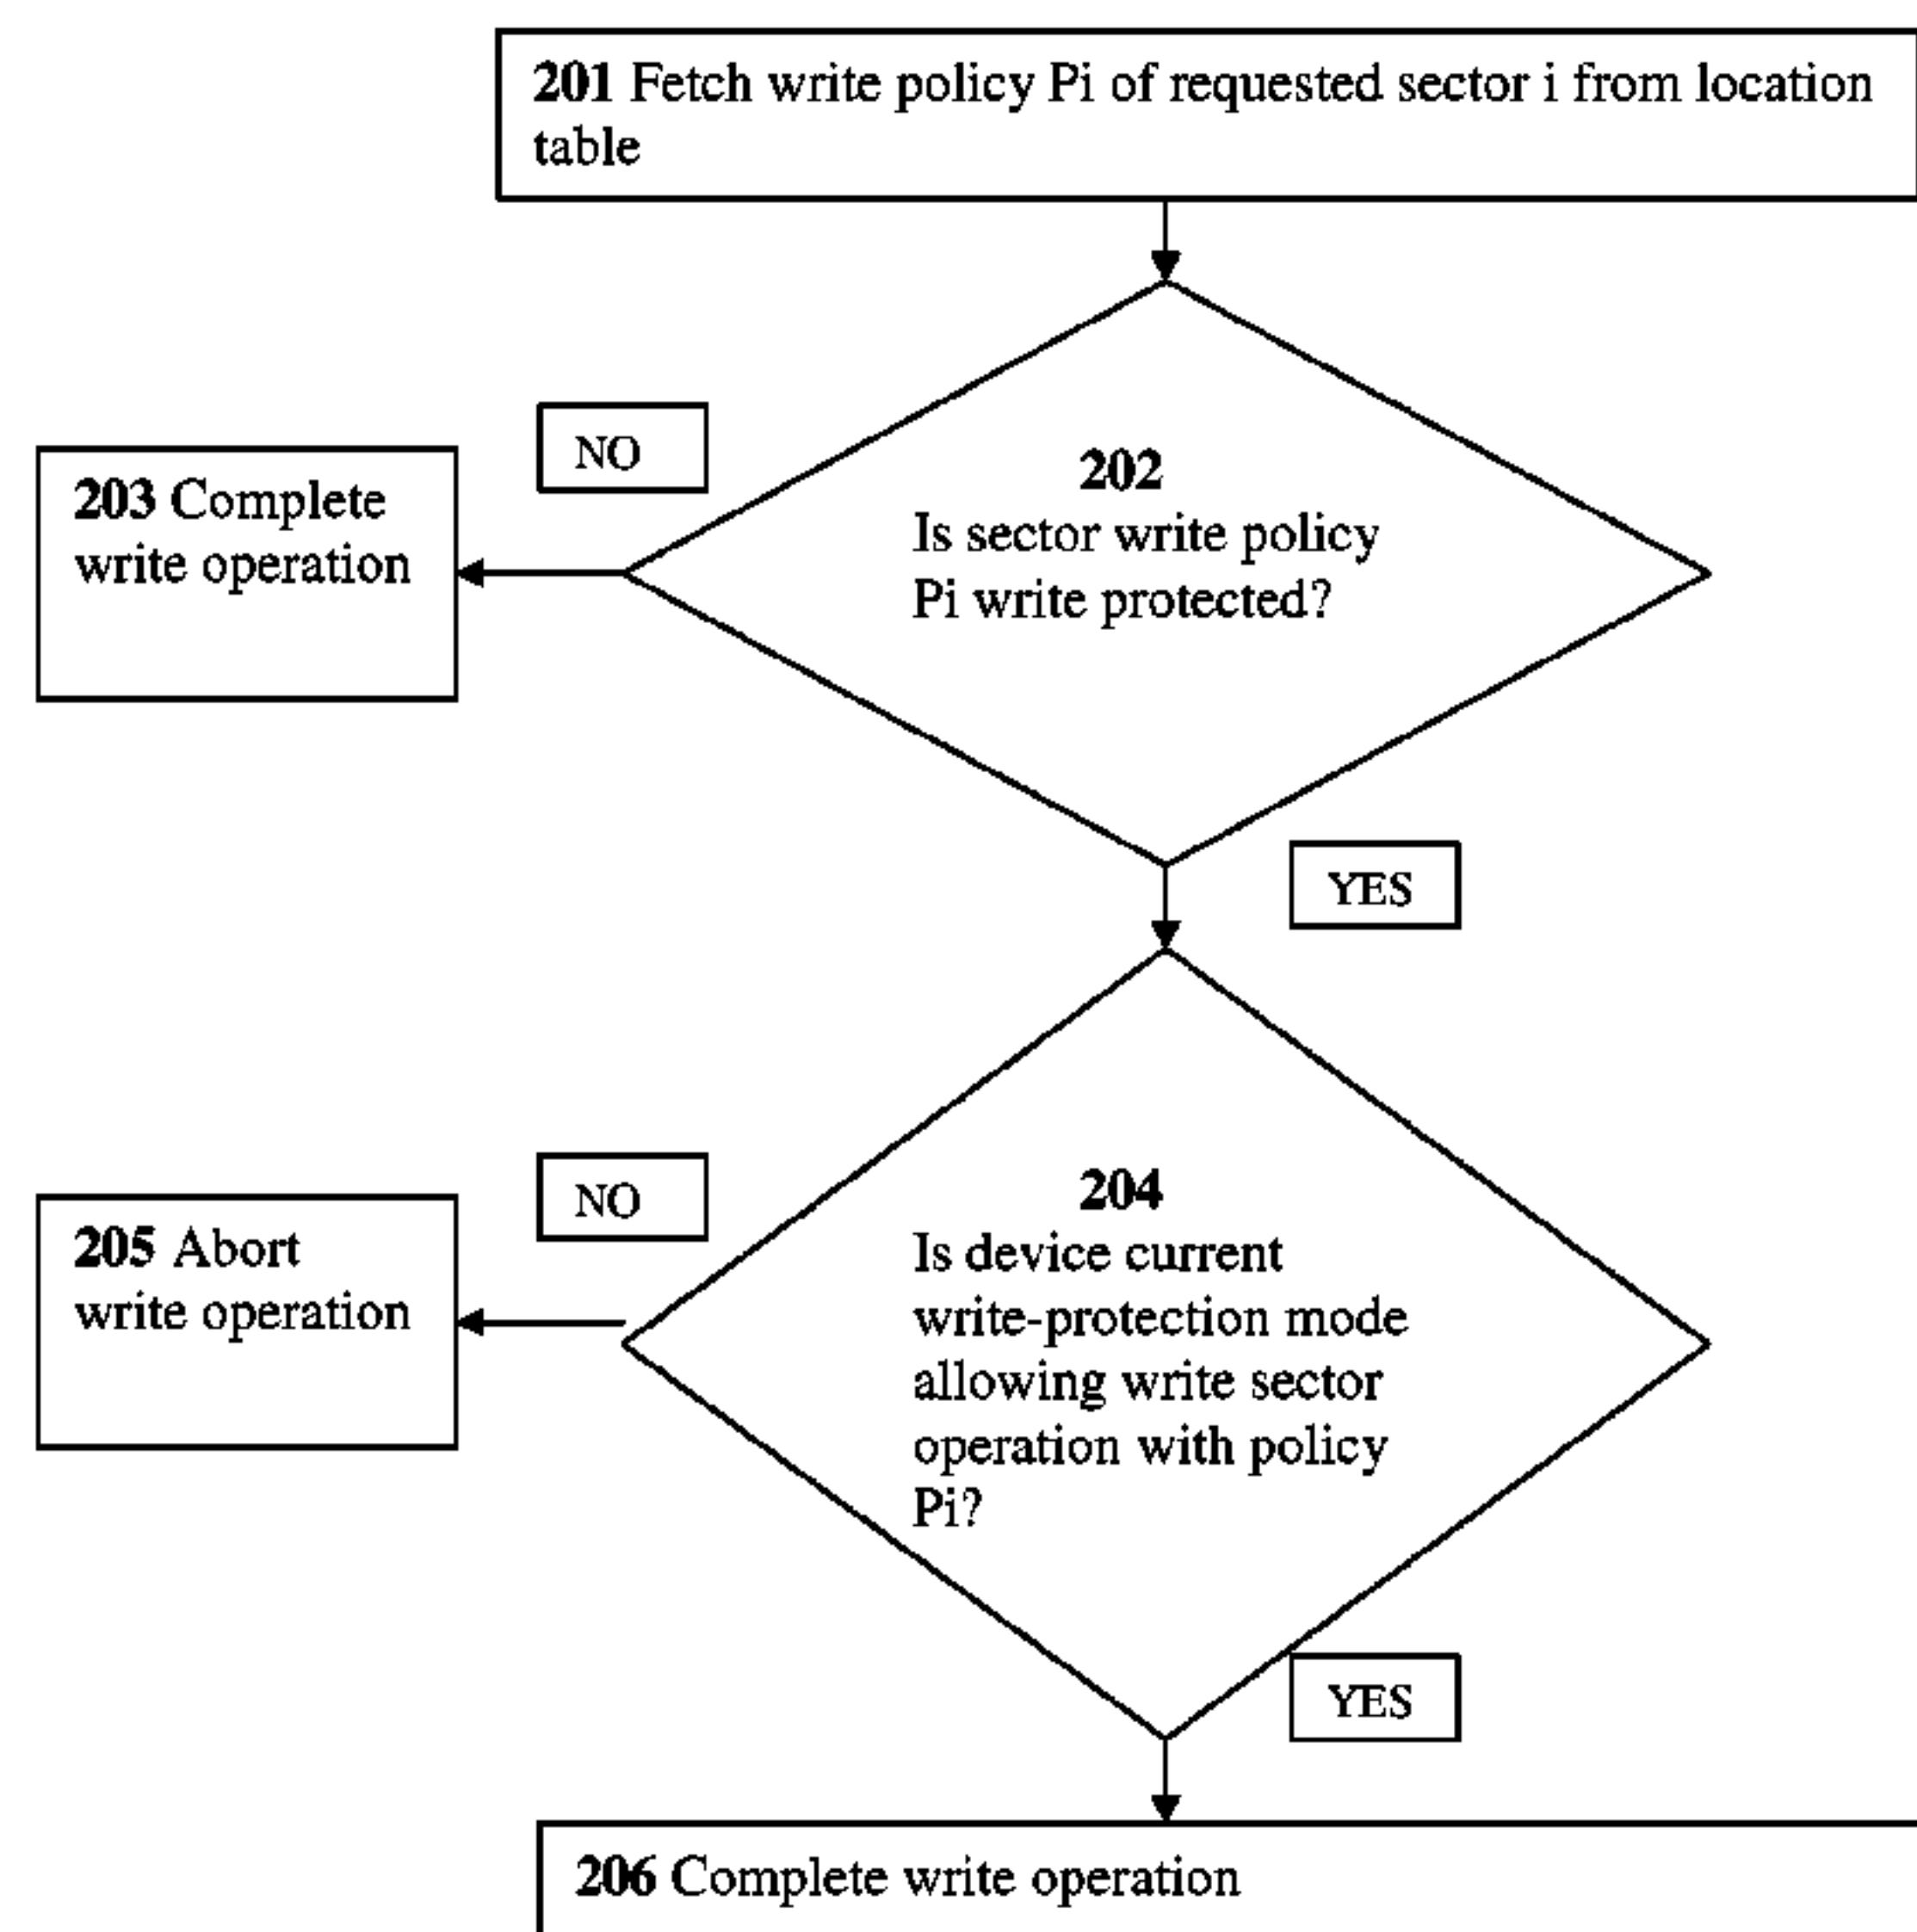 201 Fetch write policy Pi of requested sector i from location
table
NO
202
Is sector write policy
Pi write protected?
203 Complete
write operation
YES
NO
204
Is device current
write-protection mode
allowing write sector
operation with policy
Pi?
205 Abort
write operation
YES
206 Complete write operation